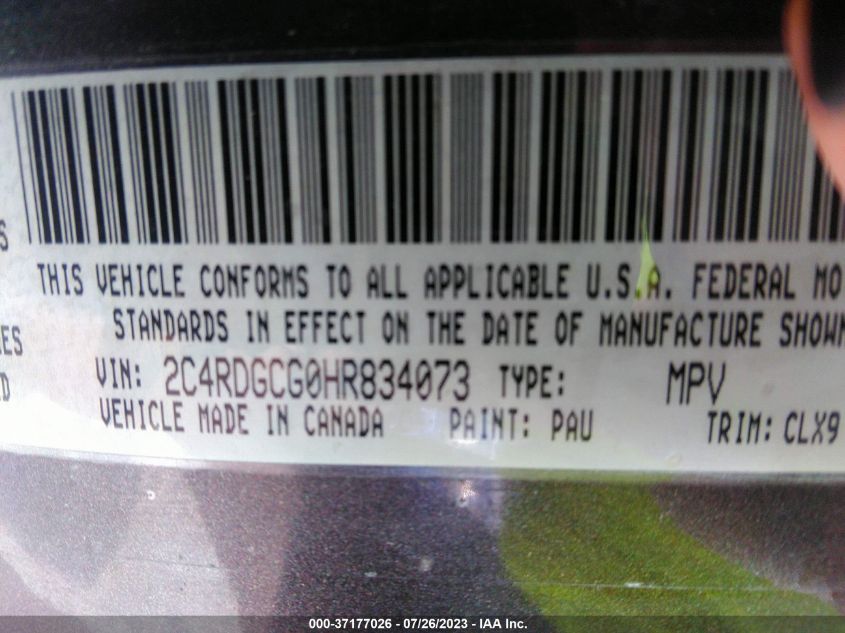 S
THIS VEHICLE CONFORMS TO ALL APPLICABLE U.S.A. FEDERAL MO
STANDARDS IN EFFECT ON THE DATE OF MANUFACTURE SHOWN
ES
VIN: 2C4RDGCG0HR834073 TYPE: MPV
D
VEHICLE MADE IN CANADA PAINT: PAU TRIM: CLX9
000-37177026 - 07/26/2023 - IAA Inc.